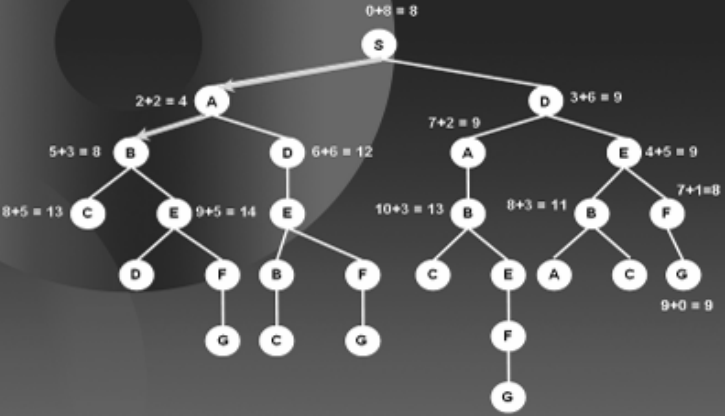 0+8 = 8
S
2+2 = 4 A D 3+6 = 9
7+2 = 9
5+3 = 8 B D 6+6 = 12 A E 4+5 = 9
7+1=8
8+5 = 13 C E 9+5 = 14 E 10+3 = 13 B 8+3 = 11 B F
D F B F C E A C G
9+0 = 9
G C G F
G